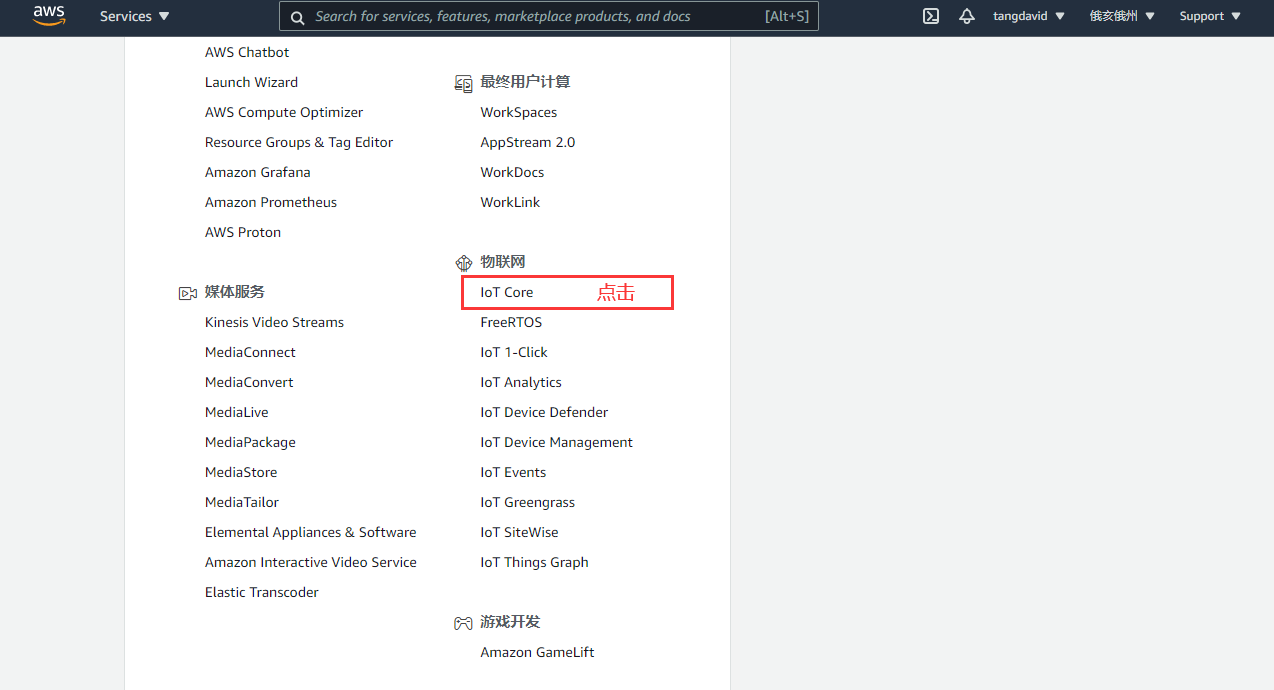 aws Services Search for services, features, marketplace products, and docs [Alt+S] tangdavid 俄亥俄州 Support
AWS Chatbot
Launch Wizard
AWS Compute Optimizer
Resource Groups & Tag Editor
Amazon Grafana
Amazon Prometheus
AWS Proton
媒体服务
Kinesis Video Streams
MediaConnect
MediaConvert
MediaLive
MediaPackage
MediaStore
MediaTailor
Elemental Appliances & Software
Amazon Interactive Video Service
Elastic Transcoder
最终用户计算
WorkSpaces
AppStream 2.0
WorkDocs
WorkLink
物联网
IoT Core 点击
FreeRTOS
IoT 1-Click
IoT Analytics
IoT Device Defender
IoT Device Management
IoT Events
IoT Greengrass
IoT SiteWise
IoT Things Graph
游戏开发
Amazon GameLift